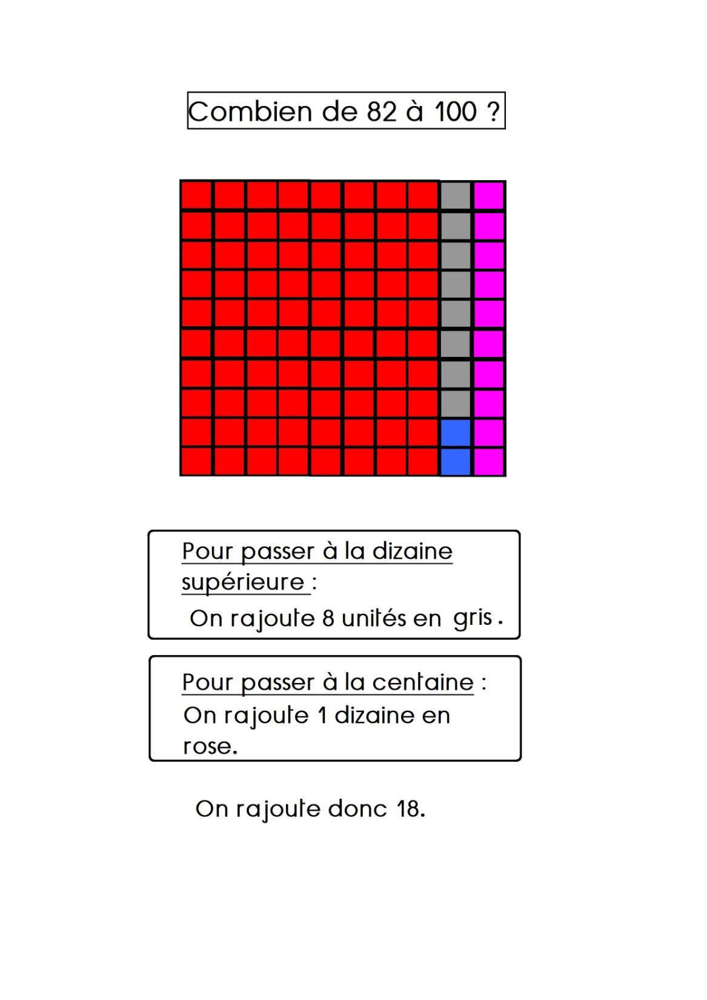 Combien de 82 à 100 ?
Pour passer à la dizaine
supérieure :
On rajoute 8 unités en gris .
Pour passer à la centaine :
On rajoute 1 dizaine en
rose.
On rajoute donc 18.